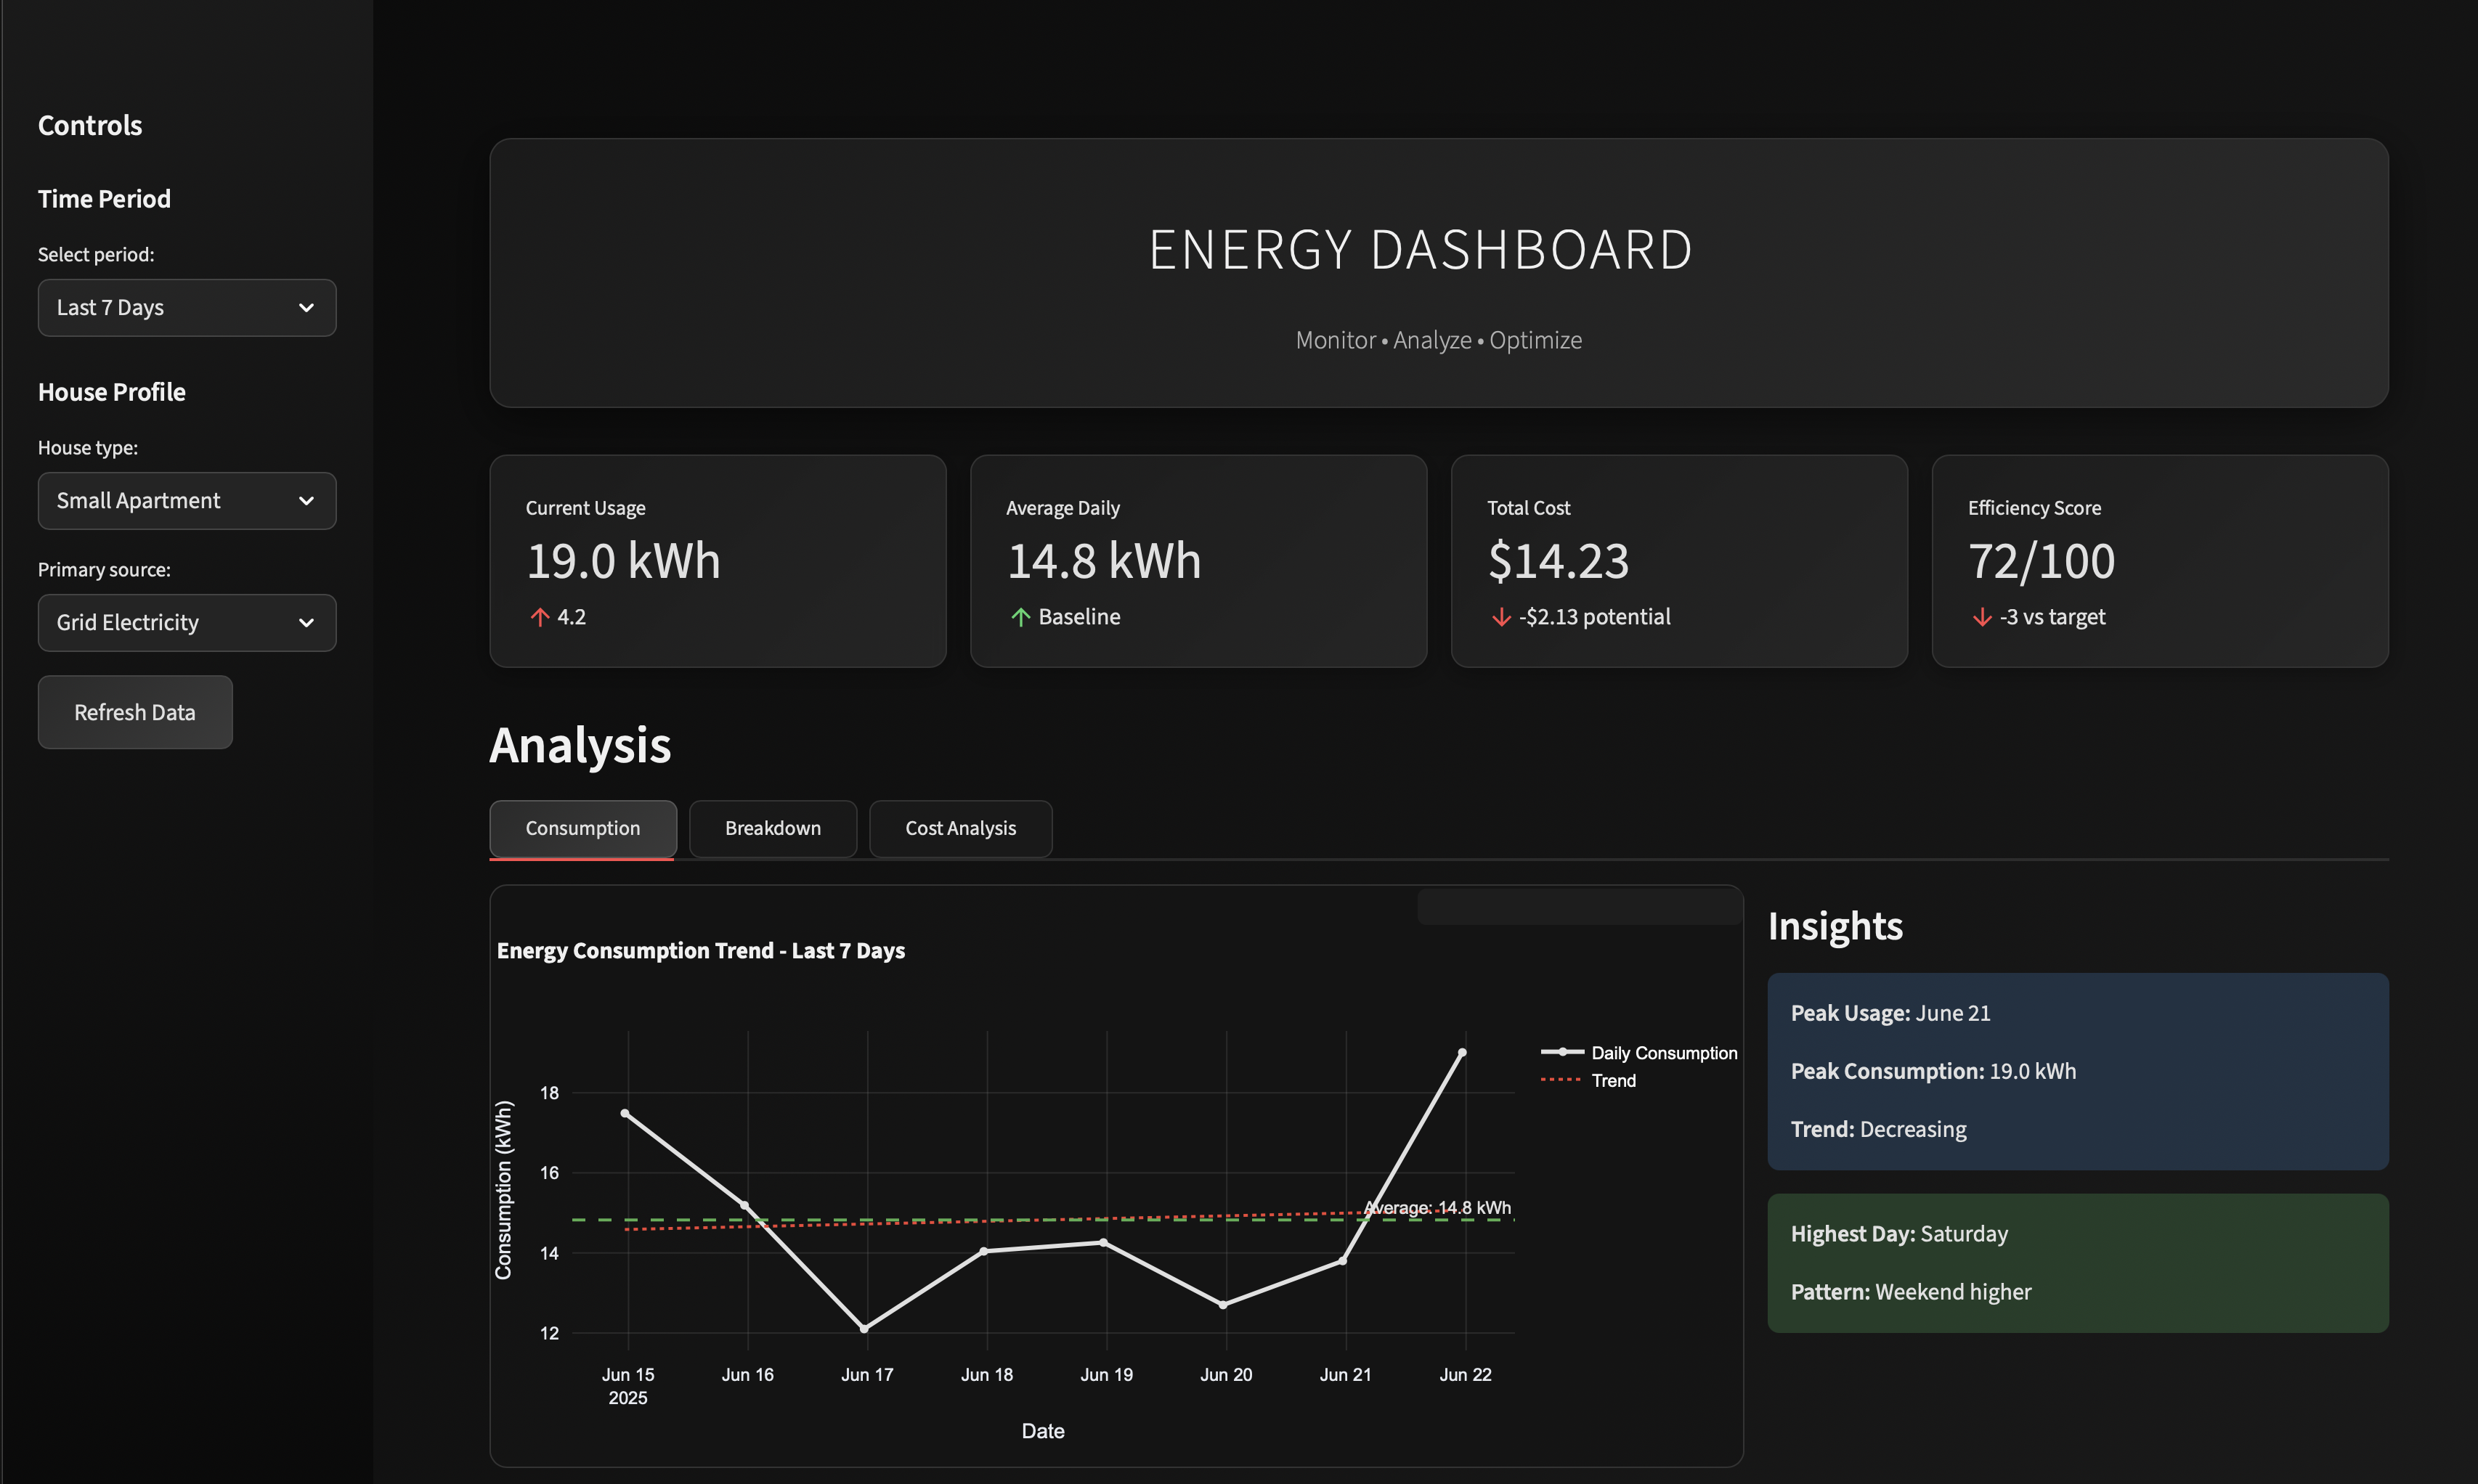 Controls
Time Period
Select period:
Last 7 Days
House Profile
House type:
Small Apartment
Primary source:
Grid Electricity
Refresh Data
ENERGY DASHBOARD
Monitor • Analyze • Optimize
Current Usage
19.0 kWh
↑ 4.2
Average Daily
14.8 kWh
↑ Baseline
Total Cost
$14.23
↓ -$2.13 potential
Efficiency Score
72/100
↓ -3 vs target
Analysis
Consumption
Breakdown
Cost Analysis
Energy Consumption Trend - Last 7 Days
Consumption (kWh)
18
16
14
12
Average: 14.8 kWh
Daily Consumption
Trend
Jun 15
2025
Jun 16
Jun 17
Jun 18
Jun 19
Jun 20
Jun 21
Jun 22
Date
Insights
Peak Usage: June 21
Peak Consumption: 19.0 kWh
Trend: Decreasing
Highest Day: Saturday
Pattern: Weekend higher